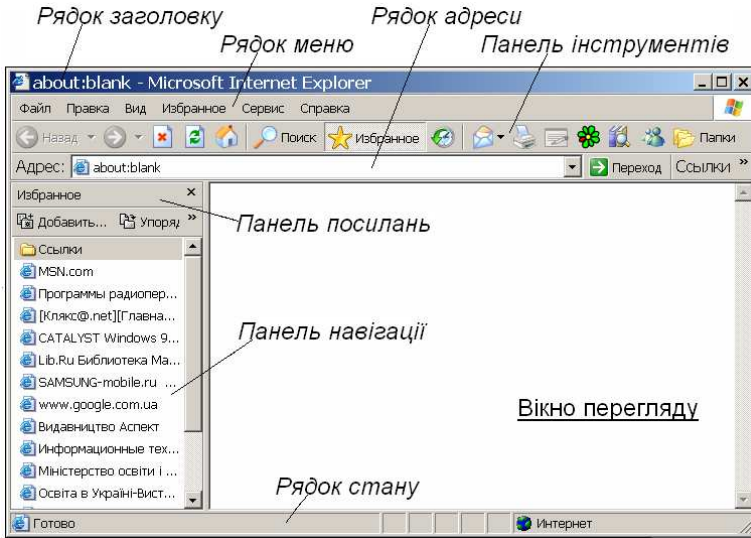 Рядок заголовку
Рядок меню
Рядок адреси
Панель інструментів
about:blank - Microsoft Internet Explorer
Файл Правка Вид Избранное Сервис Справка
Назад Поиск Избранное Папки
Адрес: about:blank Переход Ссылки »
Избранное ×
Добавить... Упоряд »
Панель посилань
Ссылки
MSN.com
Программы радиопер...
[Клякс@.net][Главна...
CATALYST Windows 9...
Панель навігації
Lib.Ru Библиотека Ма...
SAMSUNG-mobile.ru ...
www.google.com.ua
Вікно перегляду
Видавництво Аспект
Информационные тех...
Міністерство освіти і ...
Освіта в Україні-Вист...
Рядок стану
Готово Интернет